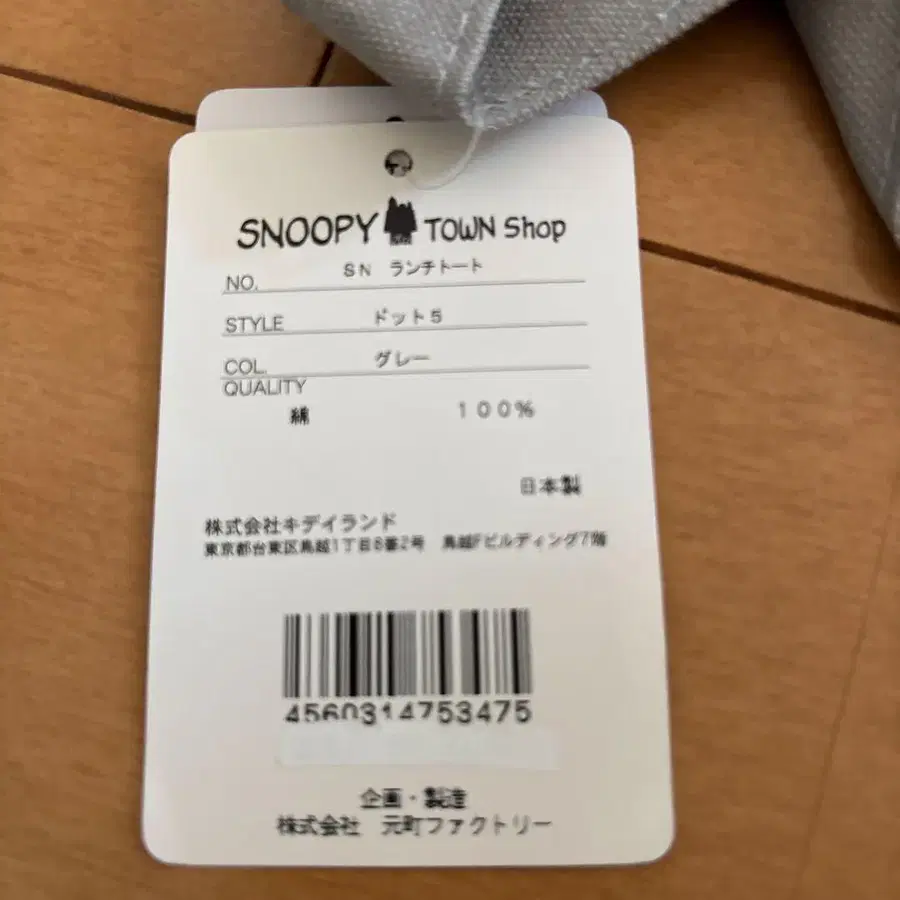 SNOOPY TOWN Shop
NO. SN ランチトート
STYLE ドット5
COL. グレー
QUALITY
綿 100%
日本製
株式会社キデイランド
東京都台東区鳥越1丁目8番2号 鳥越Fビルディング7階
4560314753475
企画・製造
株式会社 元町ファクトリー